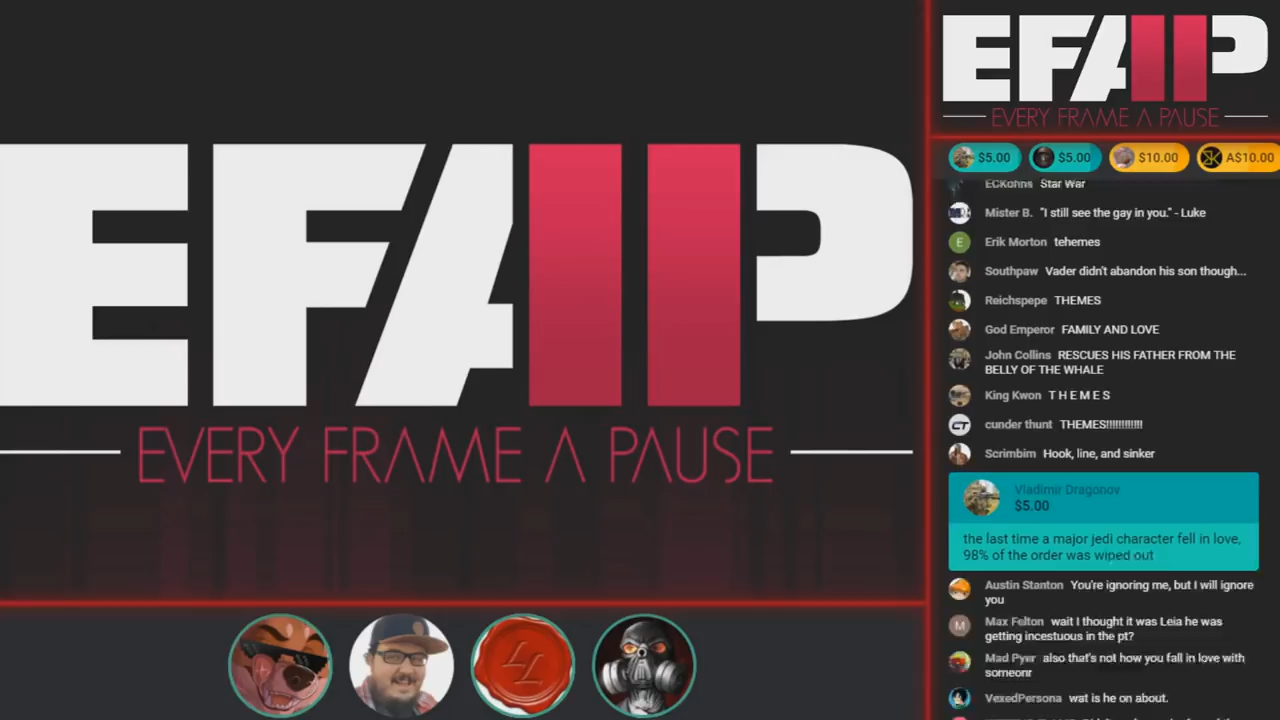 EFAP
EVERY FRAME A PAUSE
LL
EFAP
EVERY FRAME A PAUSE
$5.00
$5.00
$10.00
A$10.00
ECKohns Star War
Mister B. "I still see the gay in you." - Luke
E
Erik Morton tehemes
Southpaw Vader didn't abandon his son though...
Reichspepe THEMES
God Emperor FAMILY AND LOVE
John Collins RESCUES HIS FATHER FROM THE
BELLY OF THE WHALE
King Kwon T H E M E S
CT
cunder thunt THEMES!!!!!!!!!!!!
Scrimbim Hook, line, and sinker
Vladimir Dragonov
$5.00
the last time a major jedi character fell in love,
98% of the order was wiped out
Austin Stanton You're ignoring me, but I will ignore
you
M
Max Felton wait I thought it was Leia he was
getting incestuous in the pt?
Mad Pywr also that's not how you fall in love with
someonr
VexedPersona wat is he on about.